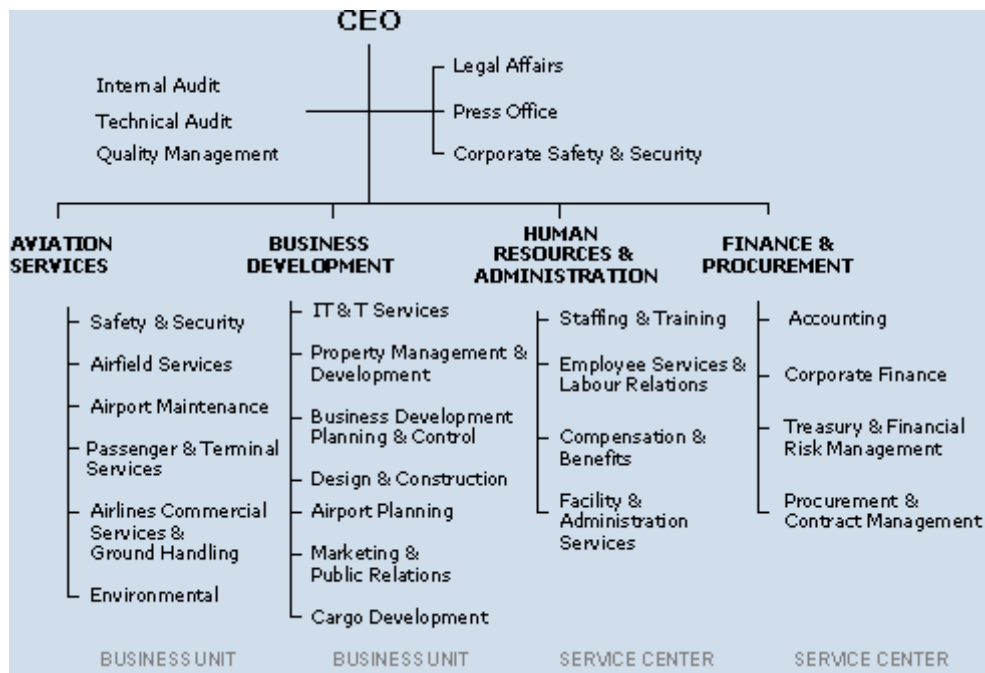 CEO
Internal Audit
Technical Audit
Quality Management
Legal Affairs
Press Office
Corporate Safety & Security
AVIATION
SERVICES
Safety & Security
Airfield Services
Airport Maintenance
Passenger & Terminal
Services
Airlines Commercial
Services &
Ground Handling
Environmental
BUSINESS UNIT
BUSINESS
DEVELOPMENT
IT & T Services
Property Management &
Development
Business Development
Planning & Control
Design & Construction
Airport Planning
Marketing &
Public Relations
Cargo Development
BUSINESS UNIT
HUMAN
RESOURCES &
ADMINISTRATION
Staffing & Training
Employee Services &
Labour Relations
Compensation &
Benefits
Facility &
Administration
Services
SERVICE CENTER
FINANCE &
PROCUREMENT
Accounting
Corporate Finance
Treasury & Financial
Risk Management
Procurement &
Contract Management
SERVICE CENTER